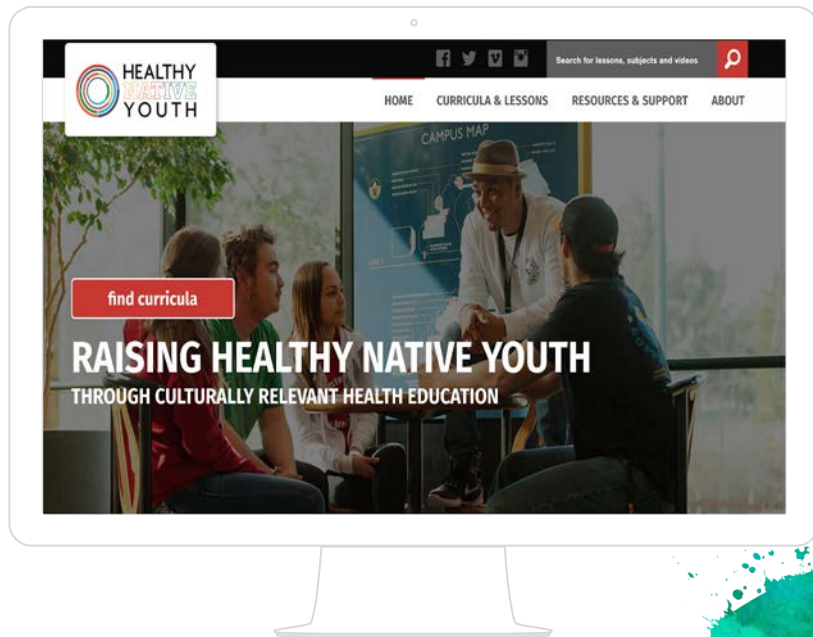 HEALTHY
NATIVE
YOUTH
Search for lessons, subjects and videos
HOME CURRICULA & LESSONS RESOURCES & SUPPORT ABOUT
CAMPUS MAP
find curricula
RAISING HEALTHY NATIVE YOUTH
THROUGH CULTURALLY RELEVANT HEALTH EDUCATION